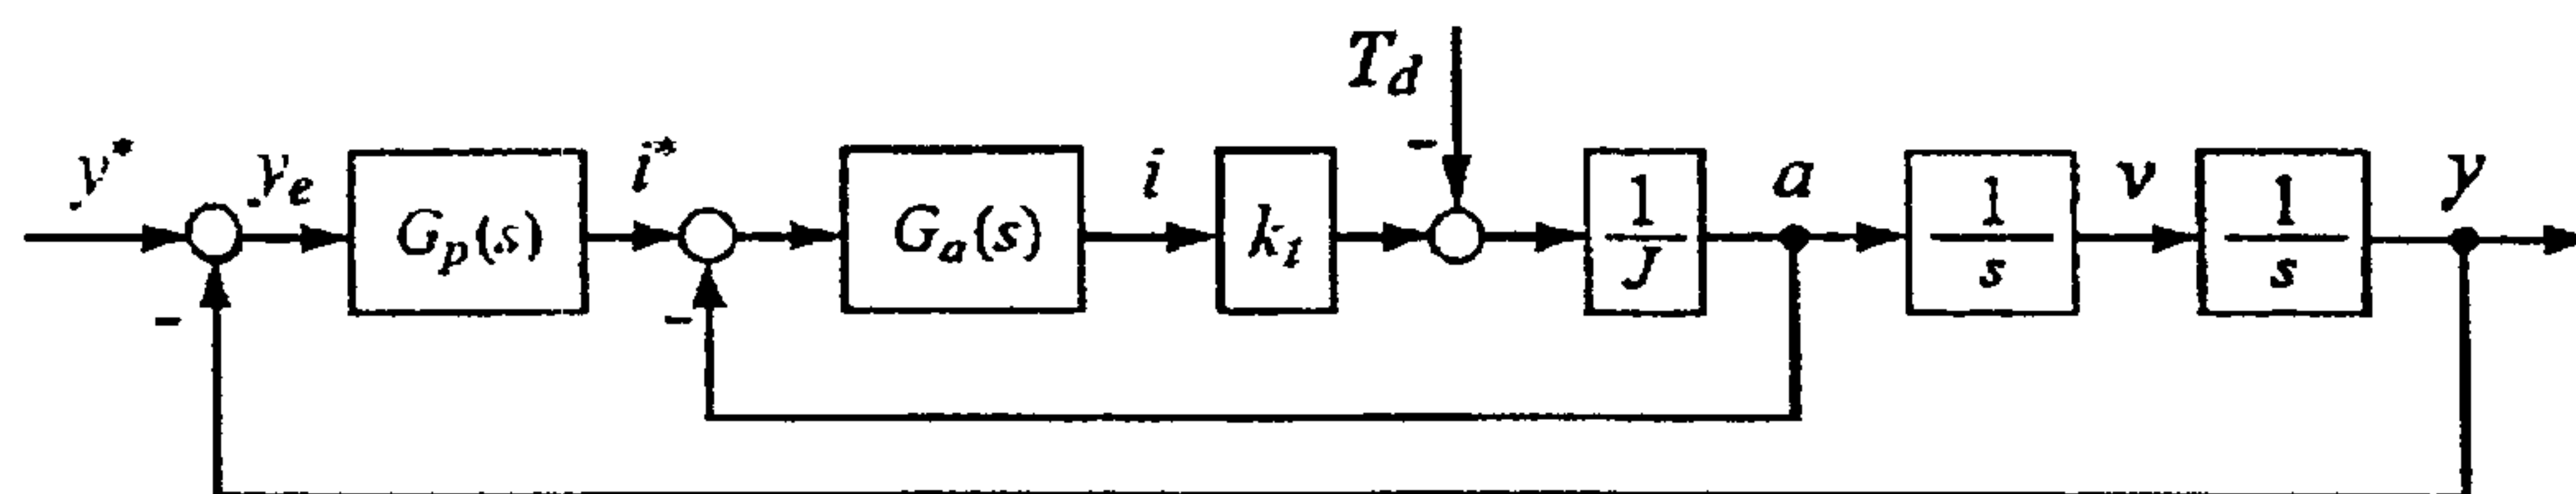 T_d
y* y_e G_p(s) i* G_a(s) i k_t - 1/J a 1/s v 1/s y
- -